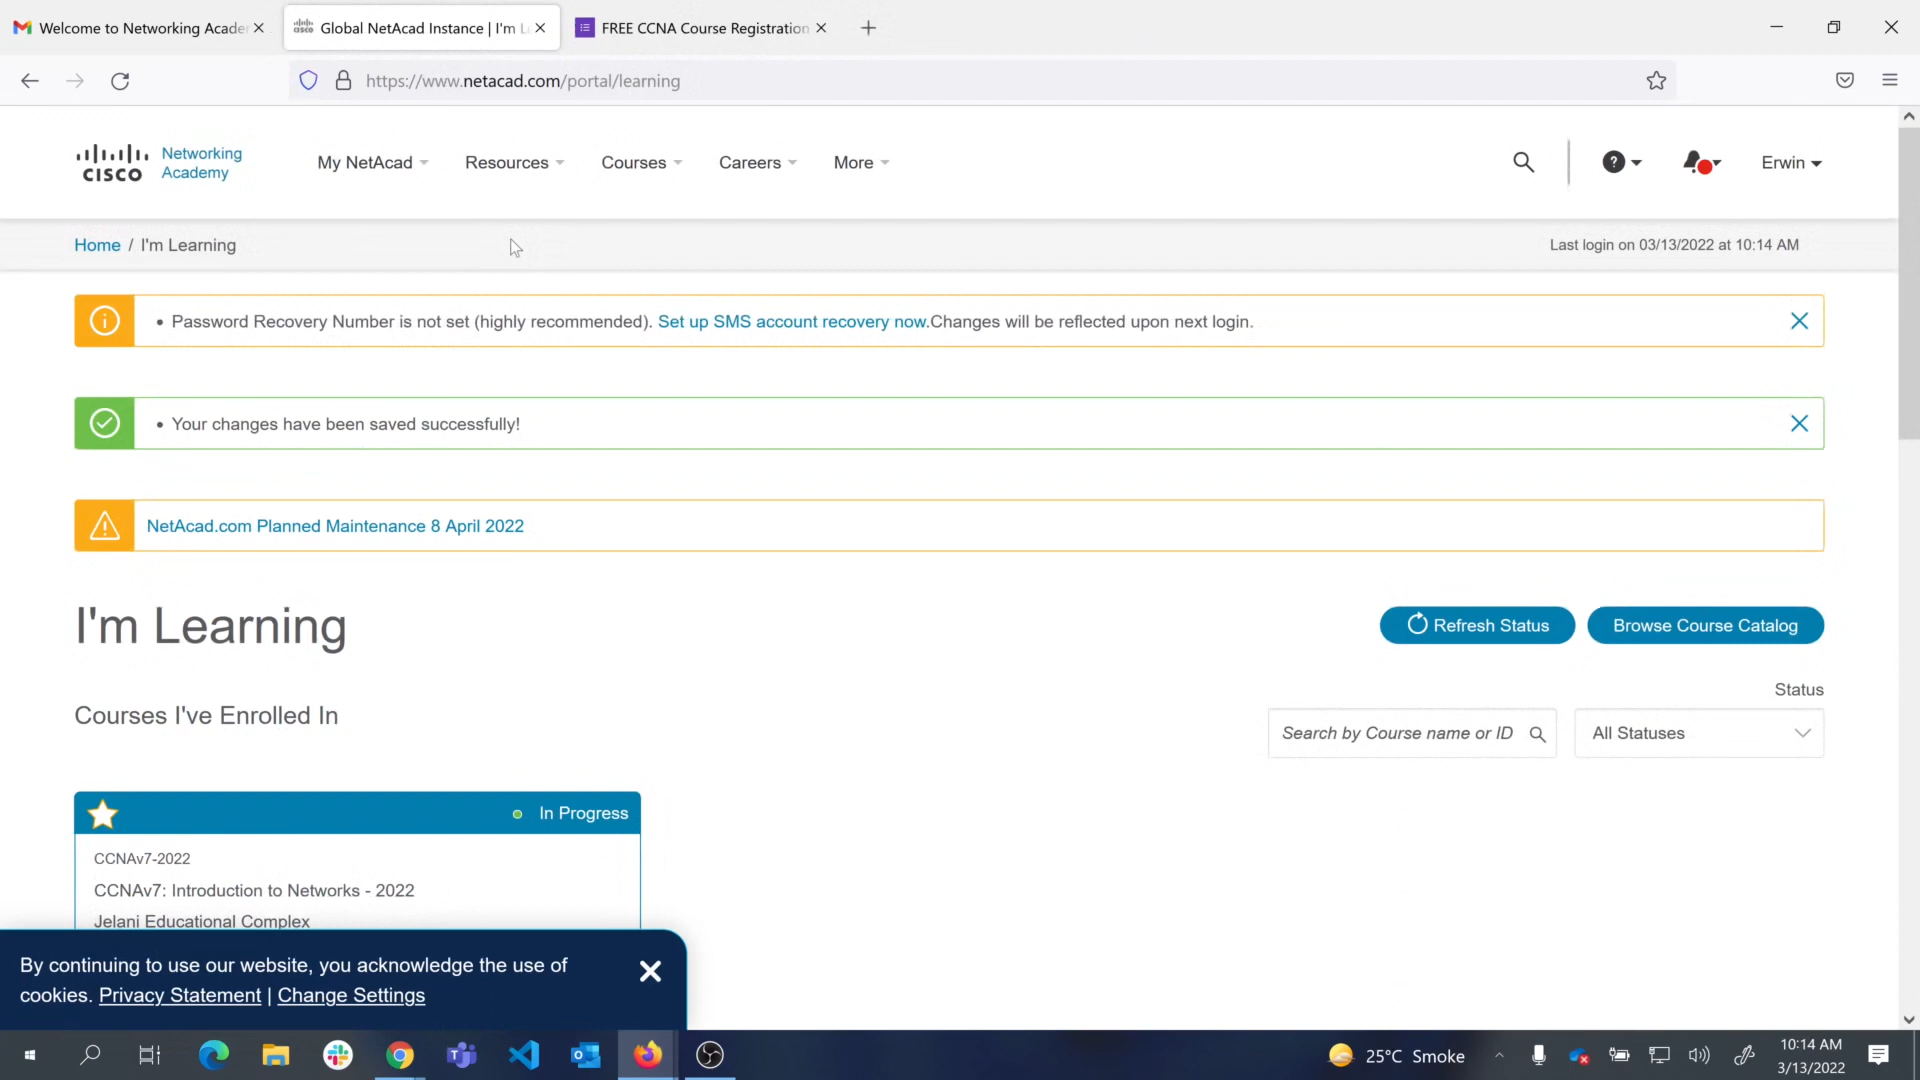 Welcome to Networking Acade
Global NetAcad Instance | I'm L
FREE CCNA Course Registration
https://www.netacad.com/portal/learning
CISCO
Networking
Academy
My NetAcad
Resources
Courses
Careers
More
Erwin
Home / I'm Learning
Last login on 03/13/2022 at 10:14 AM
• Password Recovery Number is not set (highly recommended). Set up SMS account recovery now.Changes will be reflected upon next login.
• Your changes have been saved successfully!
NetAcad.com Planned Maintenance 8 April 2022
I'm Learning
Refresh Status
Browse Course Catalog
Status
Courses I've Enrolled In
Search by Course name or ID
All Statuses
In Progress
CCNAv7-2022
CCNAv7: Introduction to Networks - 2022
Jelani Educational Complex
By continuing to use our website, you acknowledge the use of
cookies. Privacy Statement | Change Settings
25°C Smoke
10:14 AM
3/13/2022